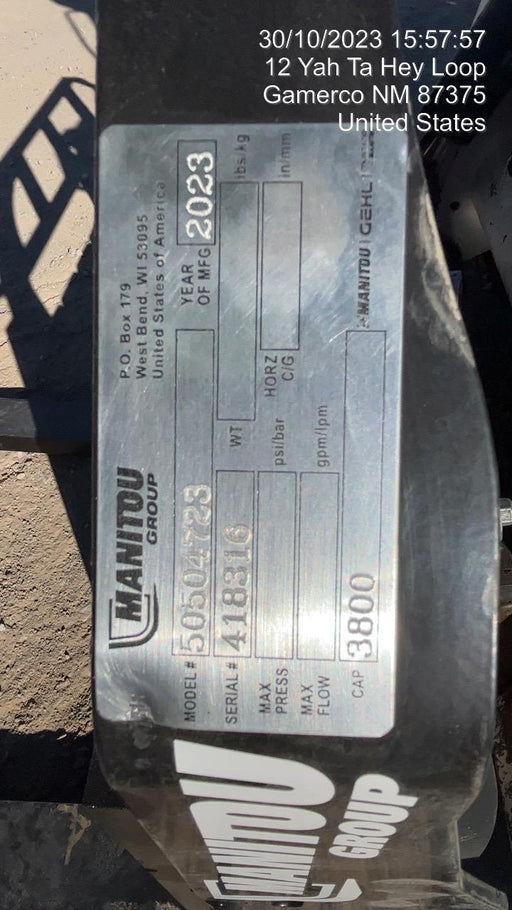 30/10/2023 15:57:57
12 Yah Ta Hey Loop
Gamerco NM 87375
United States
MANITOU
GROUP
P.O. Box 179
West Bend, WI 53095
United States of America
MODEL # 50504723
YEAR
OF MFG 2023
SERIAL # 418316
WT lbs/kg
MAX
PRESS psi/bar
HORZ
C/G in/mm
MAX
FLOW gpm/lpm
CAP 3800
MANITOU | GEHL |
MANITOU
GROUP